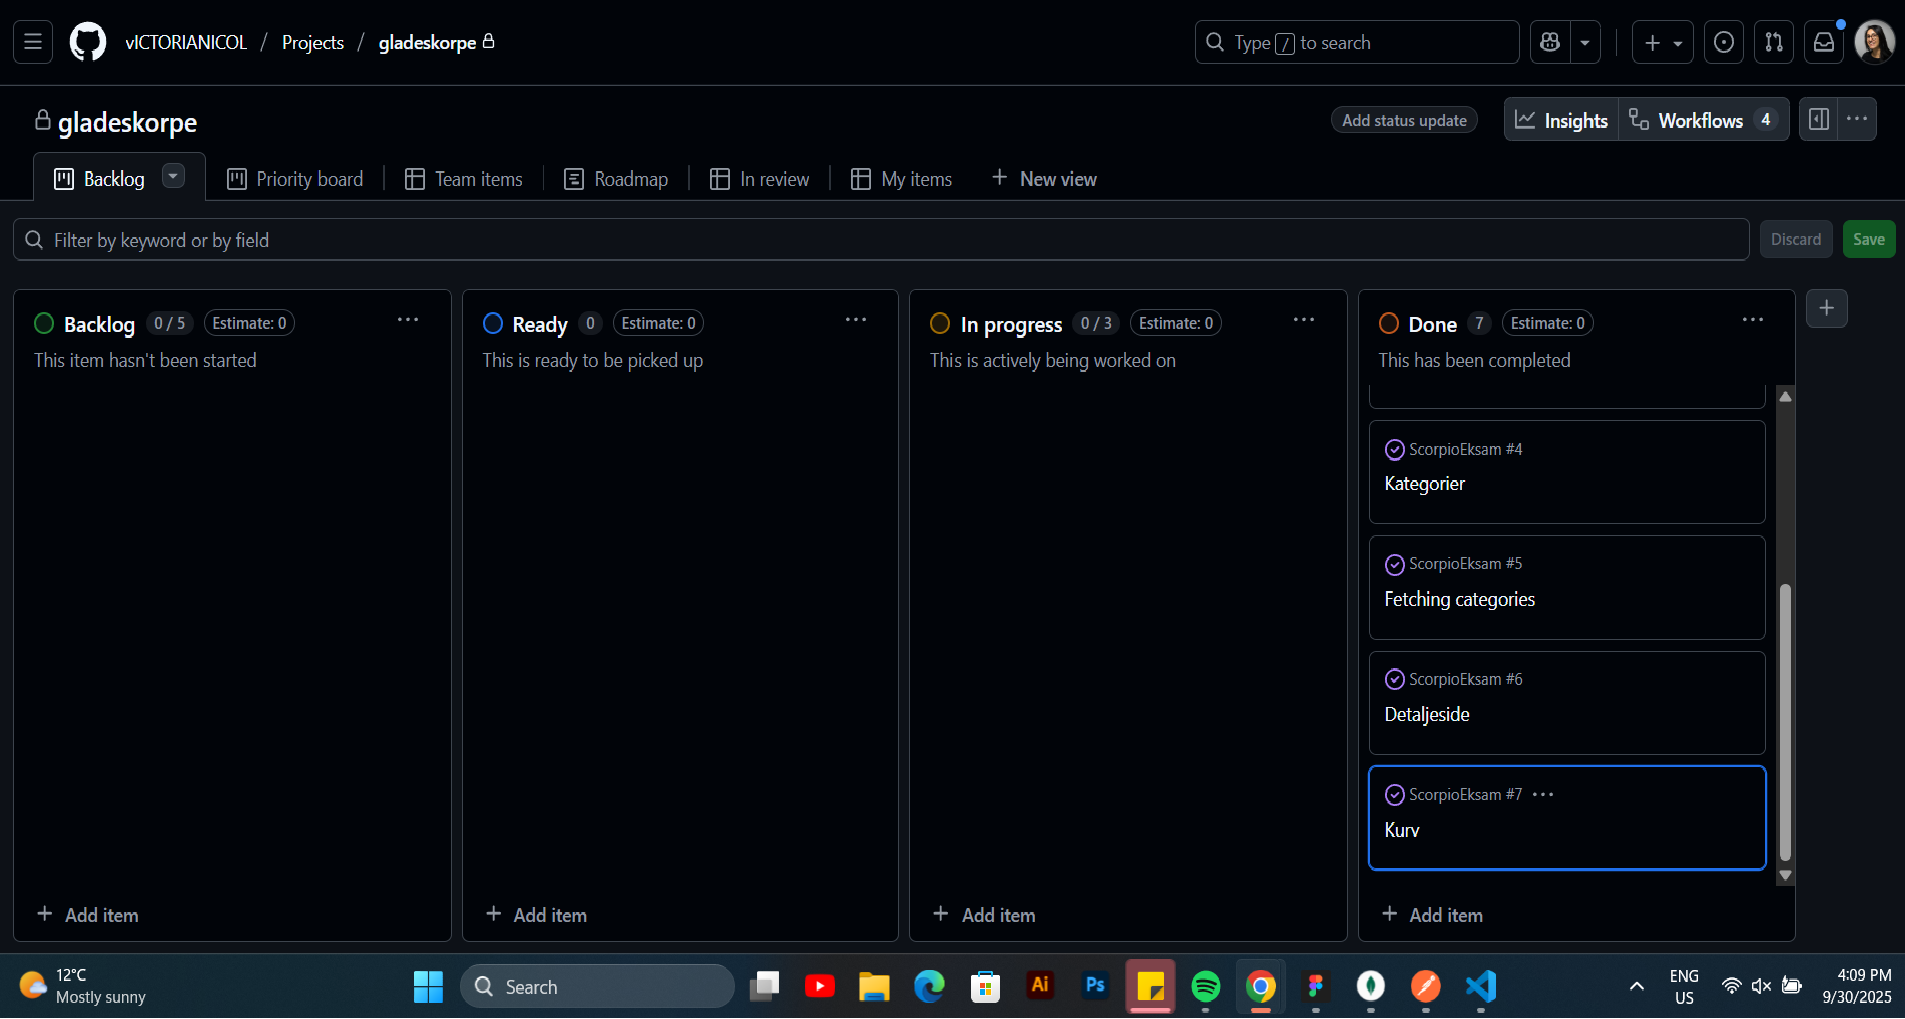 vICTORIANICOL / Projects / gladeskorpe
Type / to search
gladeskorpe
Add status update
Insights
Workflows 4
Backlog
Priority board
Team items
Roadmap
In review
My items
New view
Filter by keyword or by field
Discard
Save
Backlog 0 / 5 Estimate: 0
This item hasn't been started
Add item
Ready 0 Estimate: 0
This is ready to be picked up
Add item
In progress 0 / 3 Estimate: 0
This is actively being worked on
Add item
Done 7 Estimate: 0
This has been completed
ScorpioEksam #4
Kategorier
ScorpioEksam #5
Fetching categories
ScorpioEksam #6
Detaljeside
ScorpioEksam #7
Kurv
Add item
12°C
Mostly sunny
Search
Ai
Ps
ENG
US
4:09 PM
9/30/2025